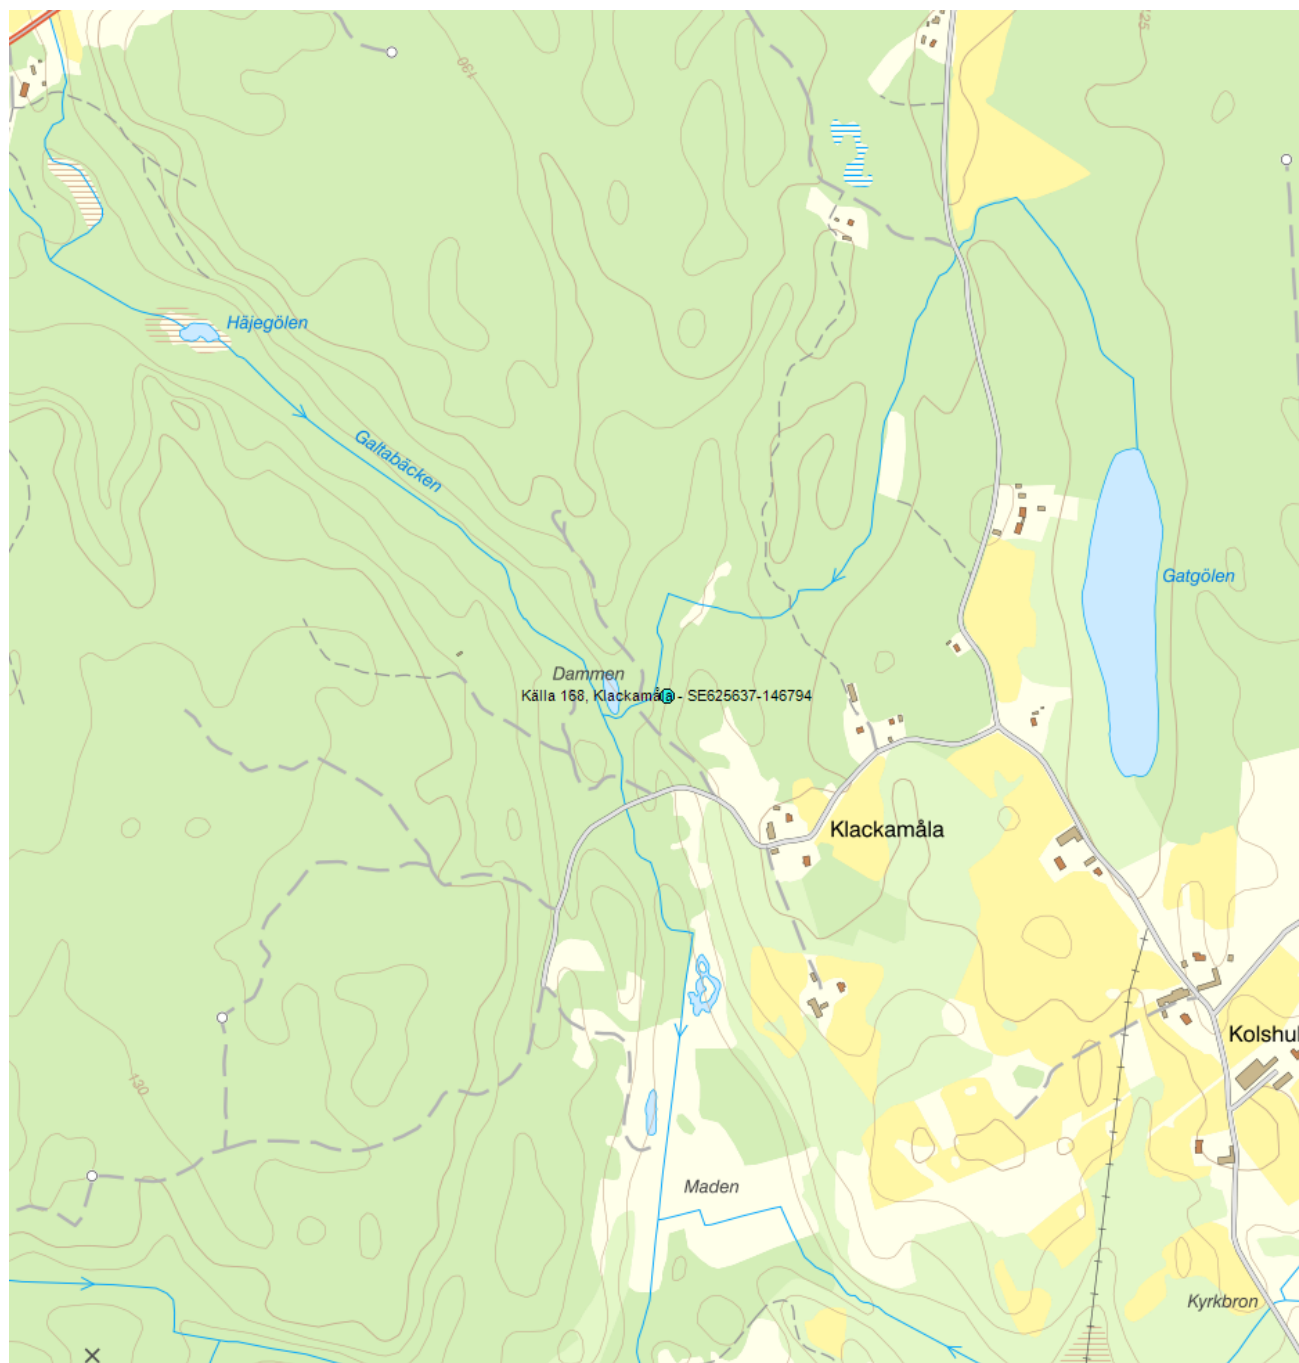 125
190
Häjegölen
Galtabäcken
Gatgölen
Dammen
Källa 168, Klackamåla - SE625637-146794
Klackamåla
Kolshul
130
Maden
Kyrkbron